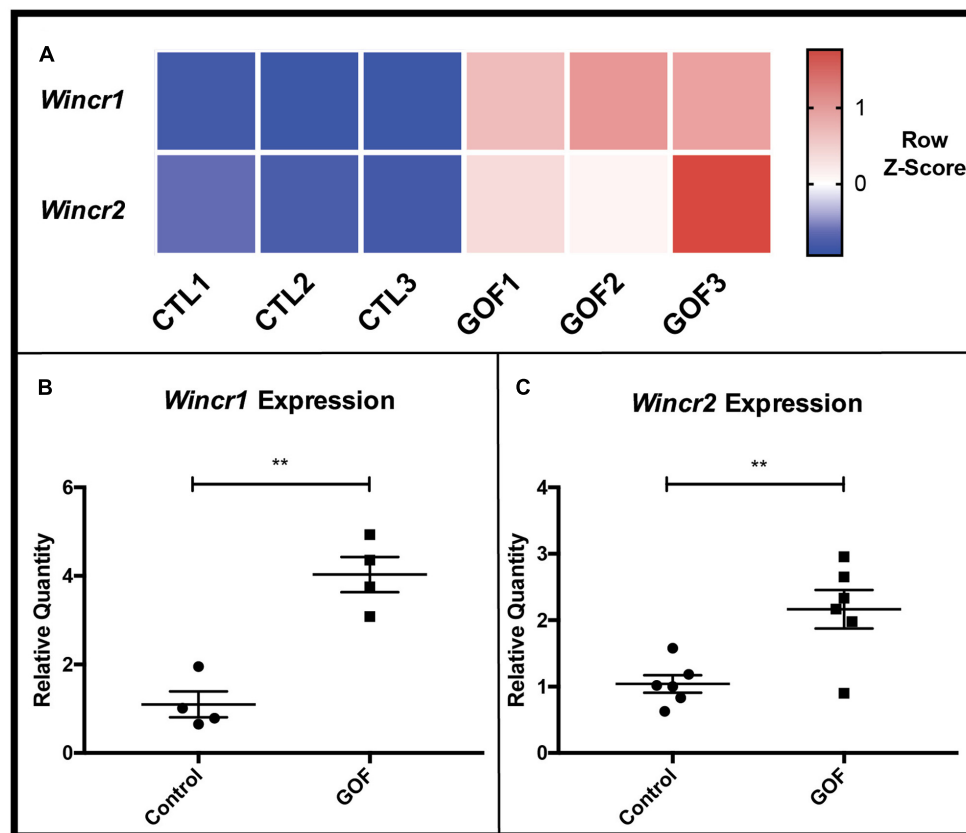 A
Wincr1
Wincr2
CTL1
CTL2
CTL3
GOF1
GOF2
GOF3
1
0
Row
Z-Score
B
Wincr1 Expression
**
6
4
2
0
Relative Quantity
Control
GOF
C
Wincr2 Expression
**
4
3
2
1
0
Relative Quantity
Control
GOF